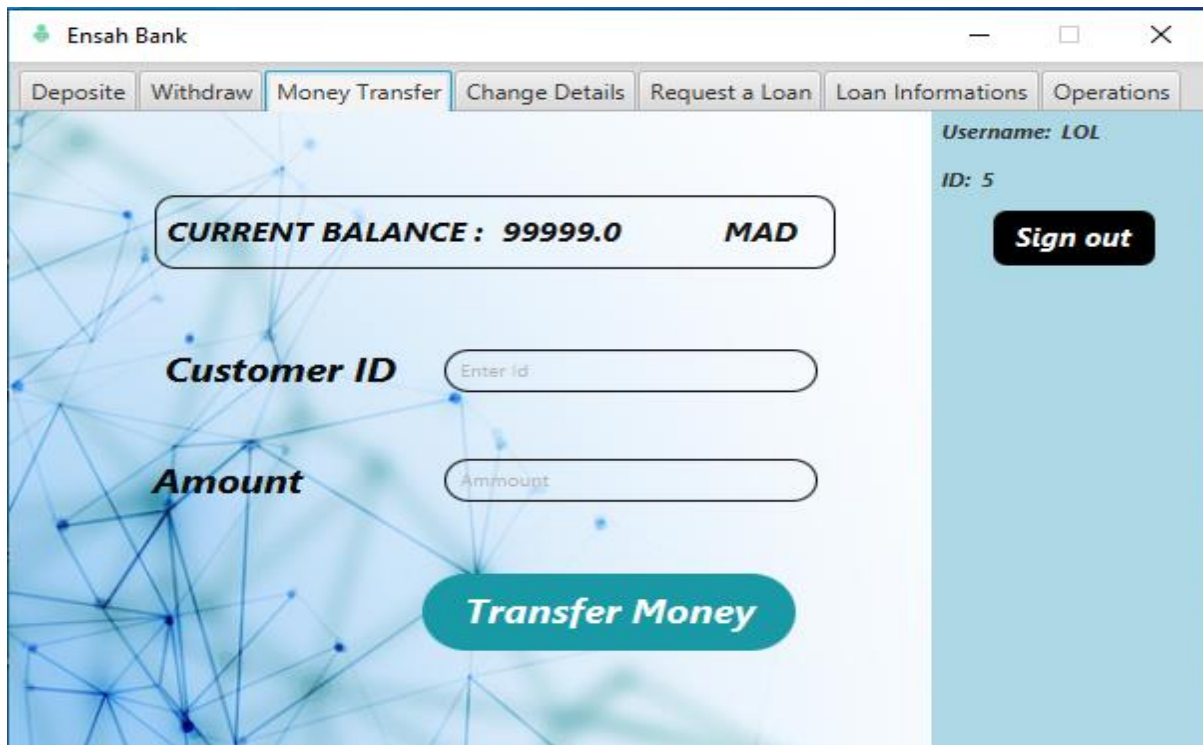 Ensah Bank
Deposite Withdraw Money Transfer Change Details Request a Loan Loan Informations Operations
Username: LOL
ID: 5
Sign out
CURRENT BALANCE : 99999.0 MAD
Customer ID Enter id
Amount Ammount
Transfer Money